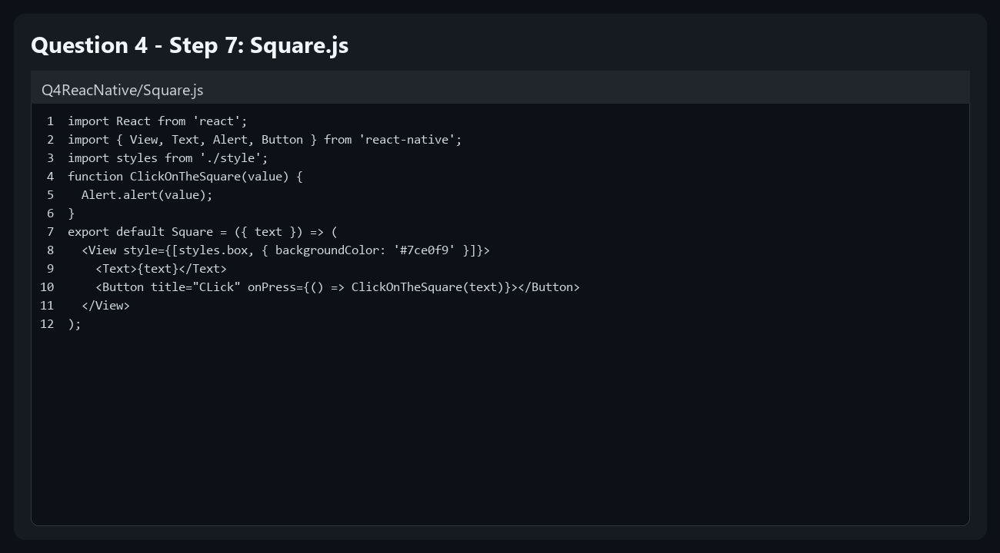 Question 4 - Step 7: Square.js
Q4ReacNative/Square.js
1 import React from 'react';
2 import { View, Text, Alert, Button } from 'react-native';
3 import styles from './style';
4 function ClickOnTheSquare(value) {
5   Alert.alert(value);
6 }
7 export default Square = ({ text }) => (
8   <View style={[styles.box, { backgroundColor: '#7ce0f9' }]}>
9     <Text>{text}</Text>
10     <Button title="CLick" onPress={() => ClickOnTheSquare(text)}></Button>
11   </View>
12 );